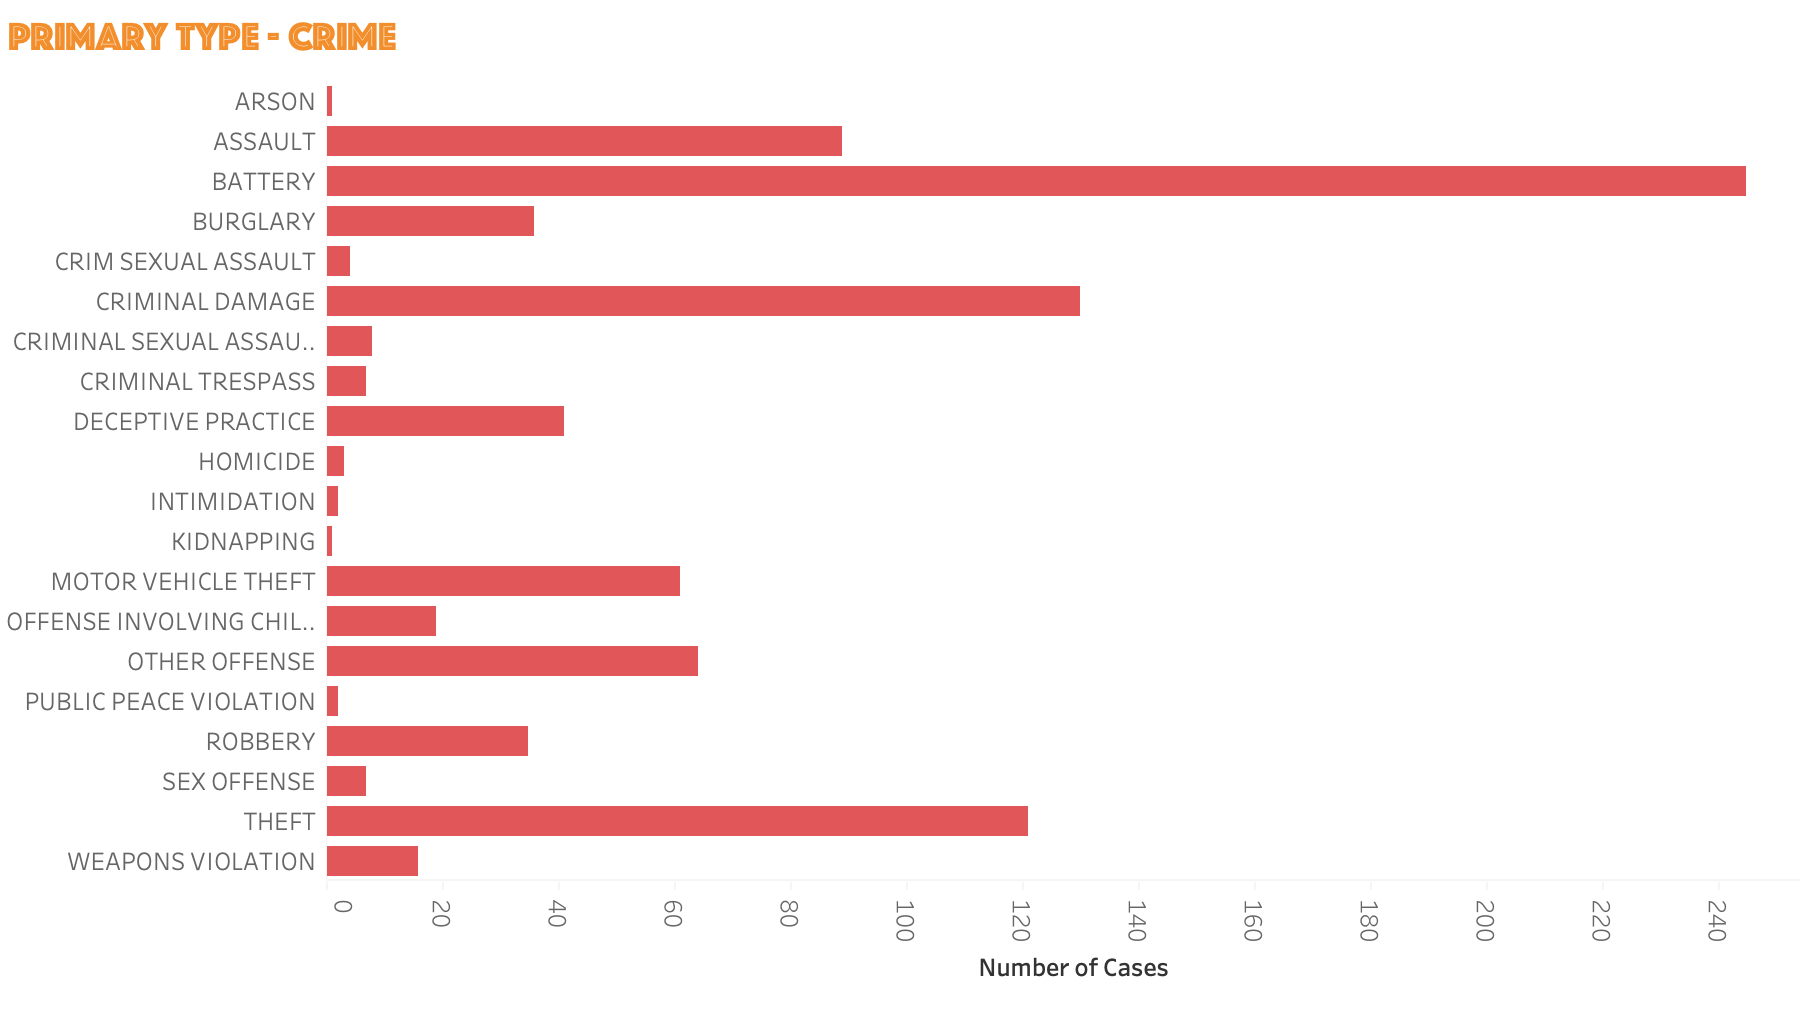 PRIMARY TYPE - CRIME
ARSON
ASSAULT
BATTERY
BURGLARY
CRIM SEXUAL ASSAULT
CRIMINAL DAMAGE
CRIMINAL SEXUAL ASSAU..
CRIMINAL TRESPASS
DECEPTIVE PRACTICE
HOMICIDE
INTIMIDATION
KIDNAPPING
MOTOR VEHICLE THEFT
OFFENSE INVOLVING CHIL..
OTHER OFFENSE
PUBLIC PEACE VIOLATION
ROBBERY
SEX OFFENSE
THEFT
WEAPONS VIOLATION
0 20 40 60 80 100 120 140 160 180 200 220 240
Number of Cases